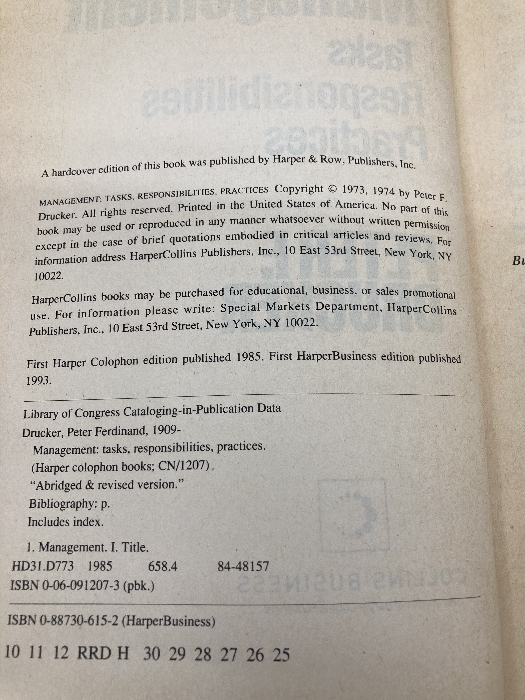 A hardcover edition of this book was published by Harper & Row, Publishers, Inc.
MANAGEMENT: TASKS, RESPONSIBILITIES, PRACTICES Copyright © 1973, 1974 by Peter F.
Drucker. All rights reserved. Printed in the United States of America. No part of this
book may be used or reproduced in any manner whatsoever without written permission
except in the case of brief quotations embodied in critical articles and reviews. For
information address HarperCollins Publishers, Inc., 10 East 53rd Street, New York, NY
10022.
HarperCollins books may be purchased for educational, business, or sales promotional
use. For information please write: Special Markets Department, HarperCollins
Publishers, Inc., 10 East 53rd Street, New York, NY 10022.
First Harper Colophon edition published 1985. First HarperBusiness edition published
1993.
Library of Congress Cataloging-in-Publication Data
Drucker, Peter Ferdinand, 1909-
Management: tasks, responsibilities, practices.
(Harper colophon books; CN/1207)
"Abridged & revised version."
Bibliography: p.
Includes index.
1. Management. I. Title.
HD31.D773 1985 658.4 84-48157
ISBN 0-06-091207-3 (pbk.)
ISBN 0-88730-615-2 (HarperBusiness)
10 11 12 RRD H 30 29 28 27 26 25